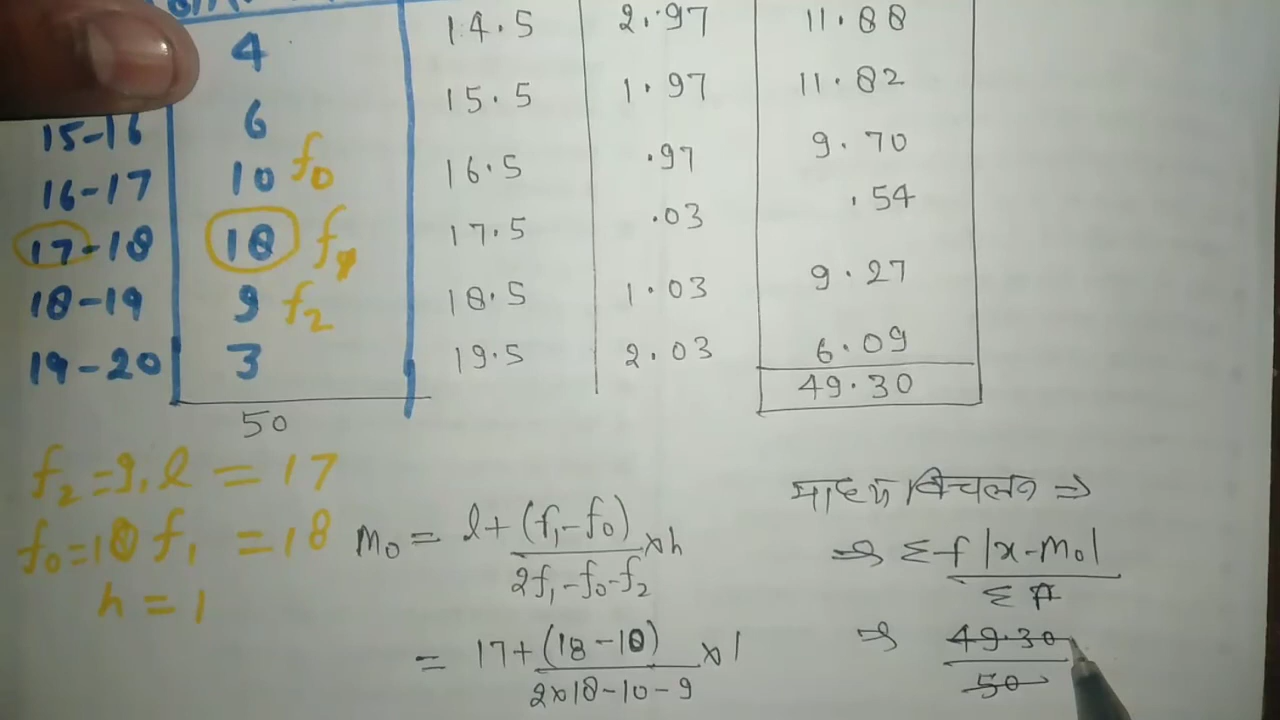 4 14.5 2.97 11.88
15-16 6 15.5 1.97 11.82
16-17 10 f₀ 16.5 .97 9.70
17-18 18 f₁ 17.5 .03 .54
18-19 9 f₂ 18.5 1.03 9.27
19-20 3 19.5 2.03 6.09
50 49.30
f₂=9, l = 17
f₀=10 f₁ = 18
h = 1
M₀ = l+(f₁-f₀)/2f₁-f₀-f₂ ×h
= 17+(18-10)/2×18-10-9 ×1
माध्य विचलन ⇒
⇒ Σf|x-M₀|/Σf
⇒ 49.30/50